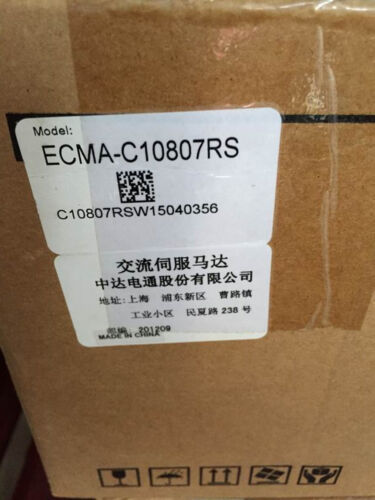 Model:
ECMA-C10807RS
C10807RSW15040356
交流伺服马达
中达电通股份有限公司
地址:上海 浦东新区 曹路镇
工业小区 民夏路 238 号
邮编: 201209
MADE IN CHINA